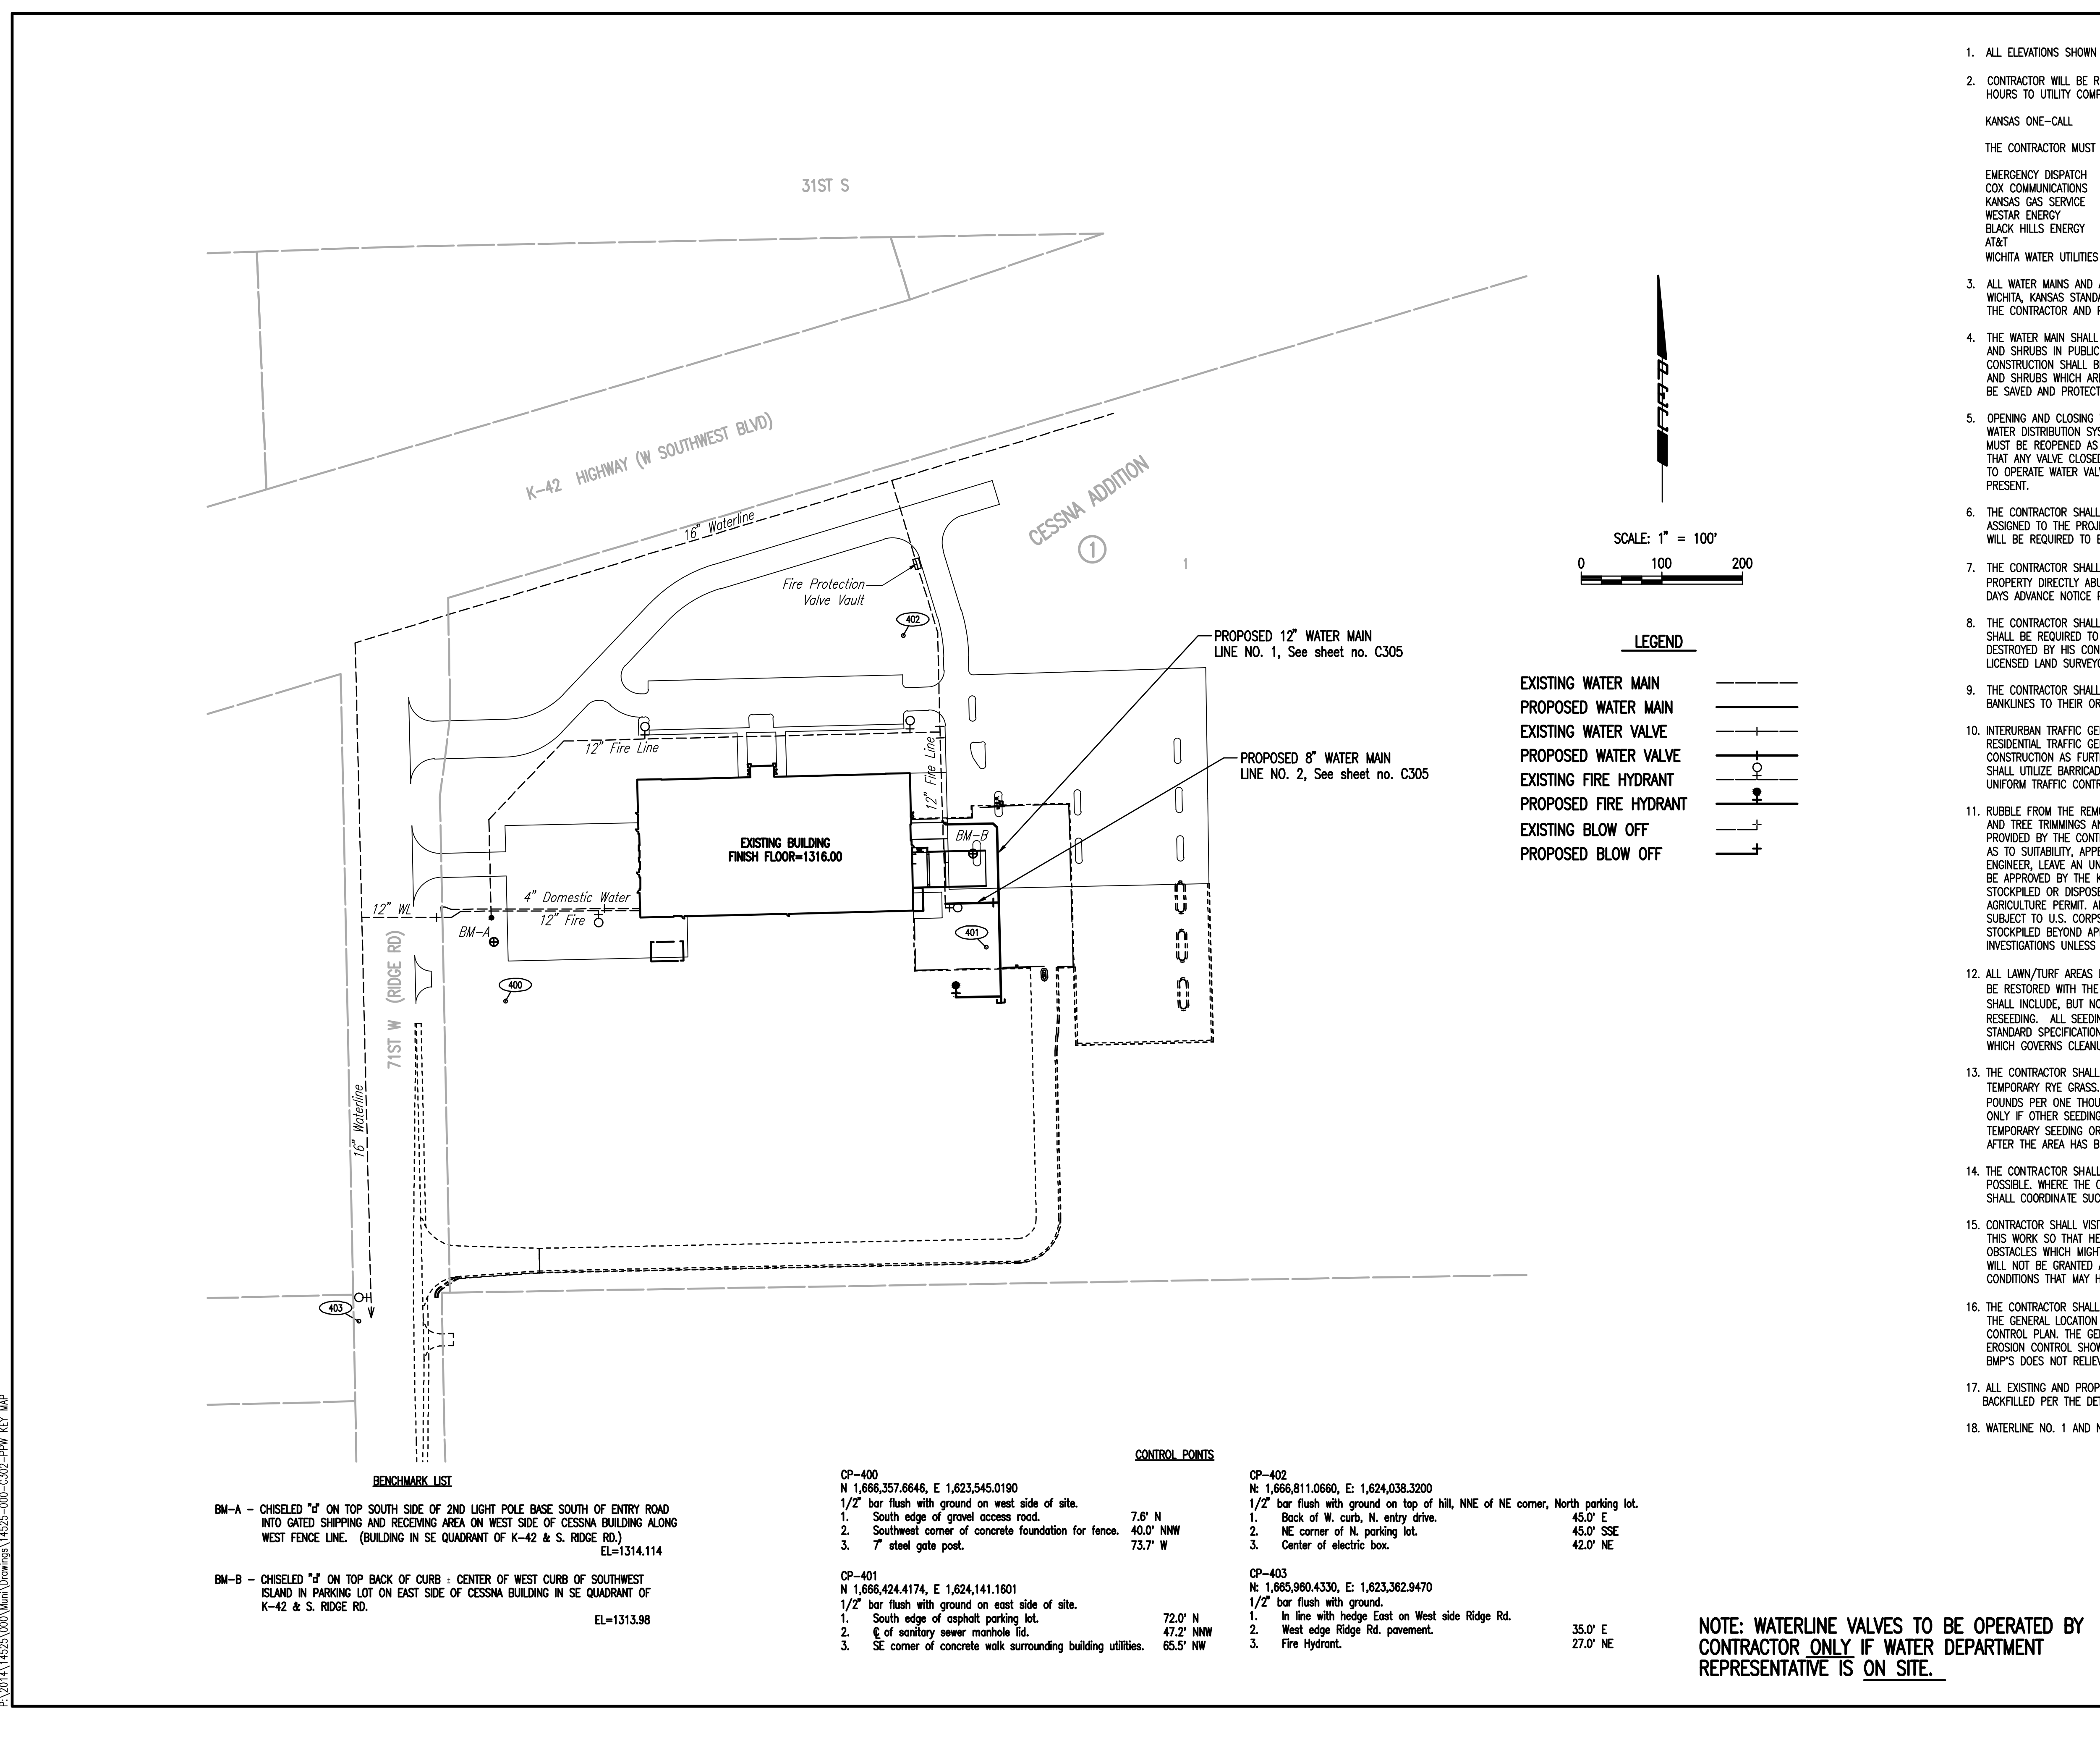 31ST S
K-42 HIGHWAY (W SOUTHWEST BLVD)
16" Waterline
CESSNA ADDITION
1
1
Fire Protection
Valve Vault
402
PROPOSED 12" WATER MAIN
LINE NO. 1, See sheet no. C305
12" Fire Line
12" Fire Line
PROPOSED 8" WATER MAIN
LINE NO. 2, See sheet no. C305
EXISTING BUILDING
FINISH FLOOR=1316.00
BM-B
4" Domestic Water
12" WL
12" Fire
BM-A
401
400
71ST W (RIDGE RD)
16" Waterline
403
SCALE: 1" = 100'
0 100 200
LEGEND
EXISTING WATER MAIN
PROPOSED WATER MAIN
EXISTING WATER VALVE
PROPOSED WATER VALVE
EXISTING FIRE HYDRANT
PROPOSED FIRE HYDRANT
EXISTING BLOW OFF
PROPOSED BLOW OFF
1. ALL ELEVATIONS SHOWN
2. CONTRACTOR WILL BE R
HOURS TO UTILITY COMP
KANSAS ONE-CALL
THE CONTRACTOR MUST
EMERGENCY DISPATCH
COX COMMUNICATIONS
KANSAS GAS SERVICE
WESTAR ENERGY
BLACK HILLS ENERGY
AT&T
WICHITA WATER UTILITIES
3. ALL WATER MAINS AND
WICHITA, KANSAS STANDA
THE CONTRACTOR AND
4. THE WATER MAIN SHALL
AND SHRUBS IN PUBLIC
CONSTRUCTION SHALL B
AND SHRUBS WHICH AR
BE SAVED AND PROTECT
5. OPENING AND CLOSING
WATER DISTRIBUTION SYS
MUST BE REOPENED AS
THAT ANY VALVE CLOSED
TO OPERATE WATER VAL
PRESENT.
6. THE CONTRACTOR SHALL
ASSIGNED TO THE PROJ
WILL BE REQUIRED TO
7. THE CONTRACTOR SHALL
PROPERTY DIRECTLY ABU
DAYS ADVANCE NOTICE
8. THE CONTRACTOR SHALL
SHALL BE REQUIRED TO
DESTROYED BY HIS CON
LICENSED LAND SURVEYO
9. THE CONTRACTOR SHALL
BANKLINES TO THEIR OR
10. INTERURBAN TRAFFIC GE
RESIDENTIAL TRAFFIC GE
CONSTRUCTION AS FURT
SHALL UTILIZE BARRICAD
UNIFORM TRAFFIC CONTR
11. RUBBLE FROM THE REM
AND TREE TRIMMINGS AN
PROVIDED BY THE CONT
AS TO SUITABILITY, APPE
ENGINEER, LEAVE AN UN
BE APPROVED BY THE K
STOCKPILED OR DISPOSE
AGRICULTURE PERMIT. A
SUBJECT TO U.S. CORPS
STOCKPILED BEYOND AP
INVESTIGATIONS UNLESS
12. ALL LAWN/TURF AREAS
BE RESTORED WITH THE
SHALL INCLUDE, BUT NO
RESEEDING. ALL SEEDIN
STANDARD SPECIFICATION
WHICH GOVERNS CLEANU
13. THE CONTRACTOR SHALL
TEMPORARY RYE GRASS.
POUNDS PER ONE THOU
ONLY IF OTHER SEEDING
TEMPORARY SEEDING OR
AFTER THE AREA HAS B
14. THE CONTRACTOR SHALL
POSSIBLE. WHERE THE C
SHALL COORDINATE SUC
15. CONTRACTOR SHALL VISI
THIS WORK SO THAT HE
OBSTACLES WHICH MIGHT
WILL NOT BE GRANTED
CONDITIONS THAT MAY H
16. THE CONTRACTOR SHALL
THE GENERAL LOCATION
CONTROL PLAN. THE GE
EROSION CONTROL SHOW
BMP'S DOES NOT RELIEV
17. ALL EXISTING AND PROP
BACKFILLED PER THE DE
18. WATERLINE NO. 1 AND N
BENCHMARK LIST
BM-A - CHISELED "□" ON TOP SOUTH SIDE OF 2ND LIGHT POLE BASE SOUTH OF ENTRY ROAD
INTO GATED SHIPPING AND RECEIVING AREA ON WEST SIDE OF CESSNA BUILDING ALONG
WEST FENCE LINE. (BUILDING IN SE QUADRANT OF K-42 & S. RIDGE RD.)
EL=1314.114
BM-B - CHISELED "□" ON TOP BACK OF CURB ± CENTER OF WEST CURB OF SOUTHWEST
ISLAND IN PARKING LOT ON EAST SIDE OF CESSNA BUILDING IN SE QUADRANT OF
K-42 & S. RIDGE RD.
EL=1313.98
CONTROL POINTS
CP-400
N 1,666,357.6646, E 1,623,545.0190
1/2" bar flush with ground on west side of site.
1. South edge of gravel access road. 7.6' N
2. Southwest corner of concrete foundation for fence. 40.0' NNW
3. 7" steel gate post. 73.7' W
CP-401
N 1,666,424.4174, E 1,624,141.1601
1/2" bar flush with ground on east side of site.
1. South edge of asphalt parking lot. 72.0' N
2. ℄ of sanitary sewer manhole lid. 47.2' NNW
3. SE corner of concrete walk surrounding building utilities. 65.5' NW
CP-402
N: 1,666,811.0660, E: 1,624,038.3200
1/2" bar flush with ground on top of hill, NNE of NE corner, North parking lot.
1. Back of W. curb, N. entry drive. 45.0' E
2. NE corner of N. parking lot. 45.0' SSE
3. Center of electric box. 42.0' NE
CP-403
N: 1,665,960.4330, E: 1,623,362.9470
1/2" bar flush with ground.
1. In line with hedge East on West side Ridge Rd.
2. West edge Ridge Rd. pavement. 35.0' E
3. Fire Hydrant. 27.0' NE
NOTE: WATERLINE VALVES TO BE OPERATED BY
CONTRACTOR ONLY IF WATER DEPARTMENT
REPRESENTATIVE IS ON SITE.
P:\2014\14525\000\Muni\Drawings\14525-000-C302-PPW KEY MAP